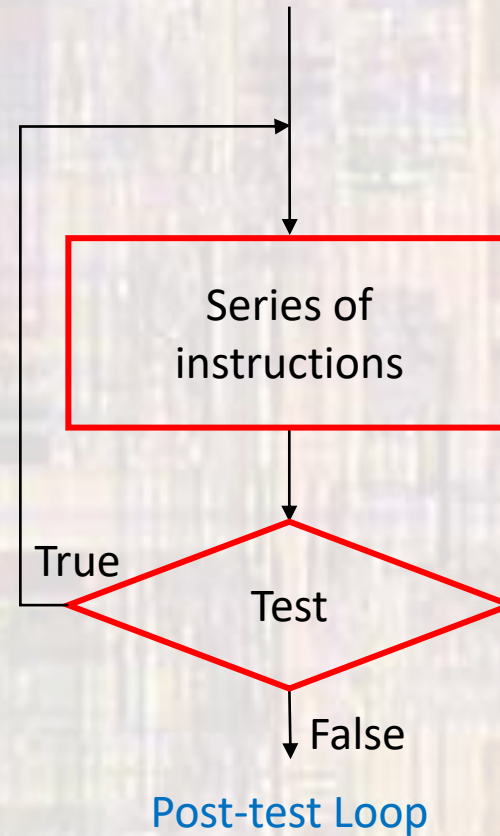 Series of
instructions
True
Test
False
Post-test Loop